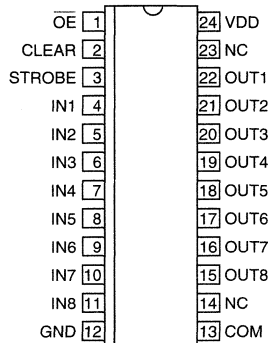 OE 1 24 VDD
CLEAR 2 23 NC
STROBE 3 22 OUT1
IN1 4 21 OUT2
IN2 5 20 OUT3
IN3 6 19 OUT4
IN4 7 18 OUT5
IN5 8 17 OUT6
IN6 9 16 OUT7
IN7 10 15 OUT8
IN8 11 14 NC
GND 12 13 COM